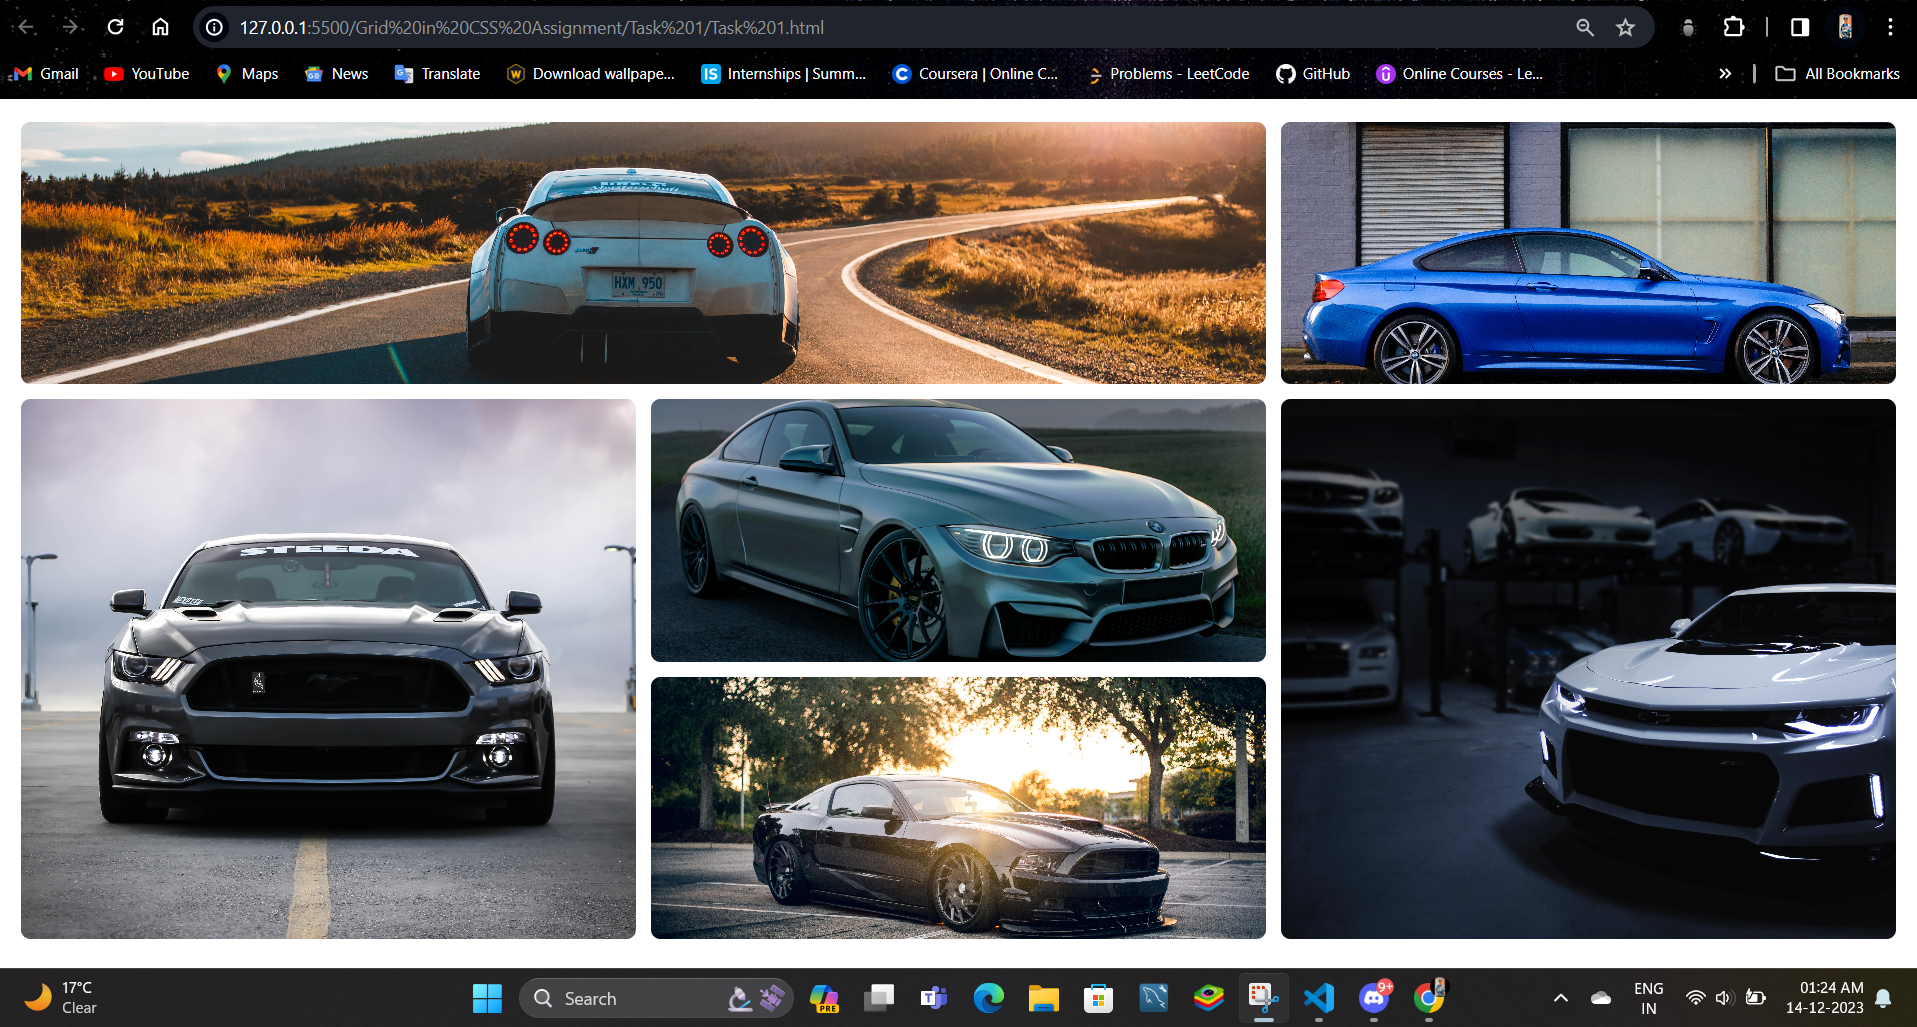 127.0.0.1:5500/Grid%20in%20CSS%20Assignment/Task%201/Task%201.html
Gmail YouTube Maps News Translate Download wallpape... Internships | Summ... Coursera | Online C... Problems - LeetCode GitHub Online Courses - Le... All Bookmarks
HXM 950
STEEDA
17°C
Clear
Search
PRE
9+
ENG
IN
01:24 AM
14-12-2023